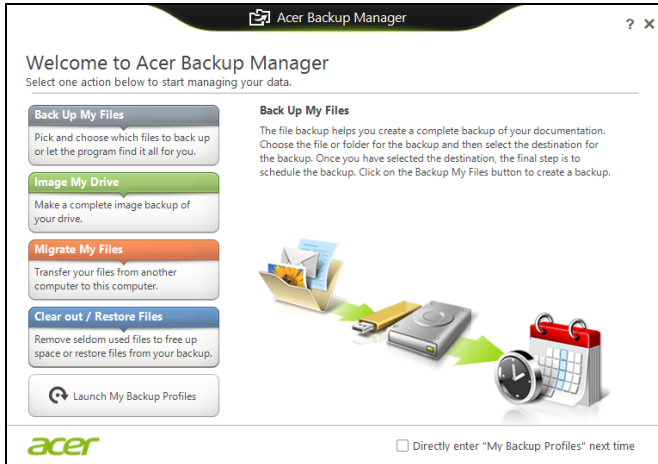 Acer Backup Manager
? X
Welcome to Acer Backup Manager
Select one action below to start managing your data.
Back Up My Files
Pick and choose which files to back up
or let the program find it all for you.
Image My Drive
Make a complete image backup of
your drive.
Migrate My Files
Transfer your files from another
computer to this computer.
Clear out / Restore Files
Remove seldom used files to free up
space or restore files from your backup.
Launch My Backup Profiles
Back Up My Files
The file backup helps you create a complete backup of your documentation.
Choose the file or folder for the backup and then select the destination for
the backup. Once you have selected the destination, the final step is to
schedule the backup. Click on the Backup My Files button to create a backup.
acer
Directly enter "My Backup Profiles" next time